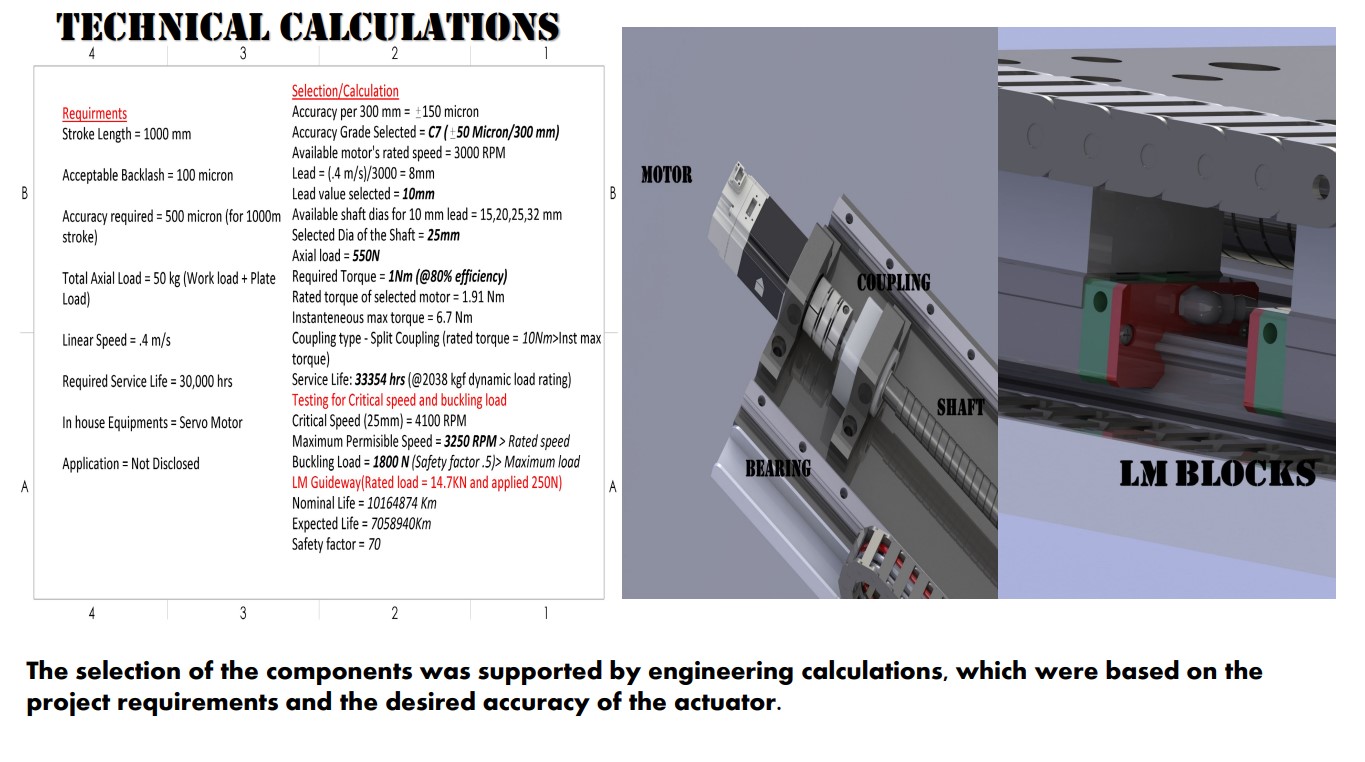 TECHNICAL CALCULATIONS
4 3 2 1
Requirments
Stroke Length = 1000 mm
Acceptable Backlash = 100 micron
Accuracy required = 500 micron (for 1000m
stroke)
Total Axial Load = 50 kg (Work load + Plate
Load)
Linear Speed = .4 m/s
Required Service Life = 30,000 hrs
In house Equipments = Servo Motor
Application = Not Disclosed
Selection/Calculation
Accuracy per 300 mm = ±150 micron
Accuracy Grade Selected = C7 (±50 Micron/300 mm)
Available motor's rated speed = 3000 RPM
Lead = (.4 m/s)/3000 = 8mm
Lead value selected = 10mm
Available shaft dias for 10 mm lead = 15,20,25,32 mm
Selected Dia of the Shaft = 25mm
Axial load = 550N
Required Torque = 1Nm (@80% efficiency)
Rated torque of selected motor = 1.91 Nm
Instanteneous max torque = 6.7 Nm
Coupling type - Split Coupling (rated torque = 10Nm>Inst max
torque)
Service Life: 33354 hrs (@2038 kgf dynamic load rating)
Testing for Critical speed and buckling load
Critical Speed (25mm) = 4100 RPM
Maximum Permisible Speed = 3250 RPM > Rated speed
Buckling Load = 1800 N (Safety factor .5)> Maximum load
LM Guideway(Rated load = 14.7KN and applied 250N)
Nominal Life = 10164874 Km
Expected Life = 7058940Km
Safety factor = 70
B B
A A
4 3 2 1
MOTOR
COUPLING
SHAFT
BEARING
LM BLOCKS
The selection of the components was supported by engineering calculations, which were based on the
project requirements and the desired accuracy of the actuator.